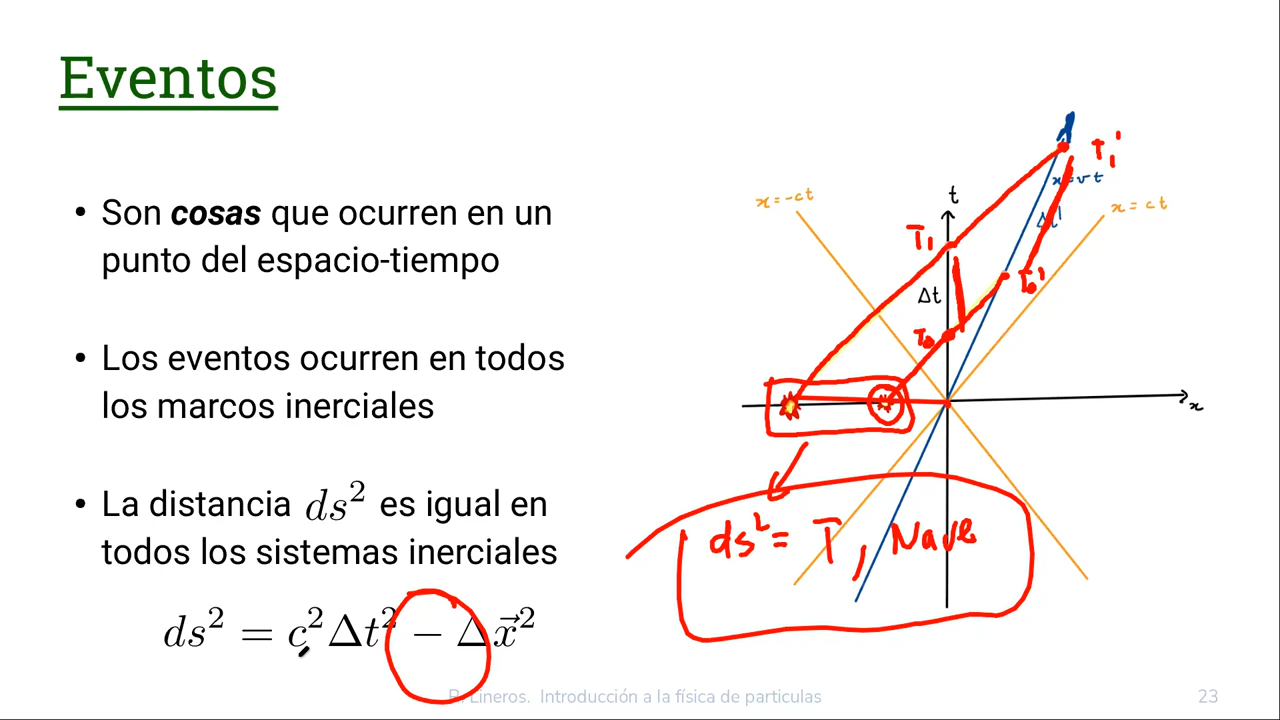 Eventos
• Son cosas que ocurren en un
punto del espacio-tiempo
• Los eventos ocurren en todos
los marcos inerciales
• La distancia ds² es igual en
todos los sistemas inerciales
ds² = c²Δt² − Δx⃗²
x=-ct
t
x=vt
x=ct
T₁'
T₁
Δt'
Δt
T₀'
T₀
x
ds² = T, Nave
R. Lineros. Introducción a la física de particulas
23